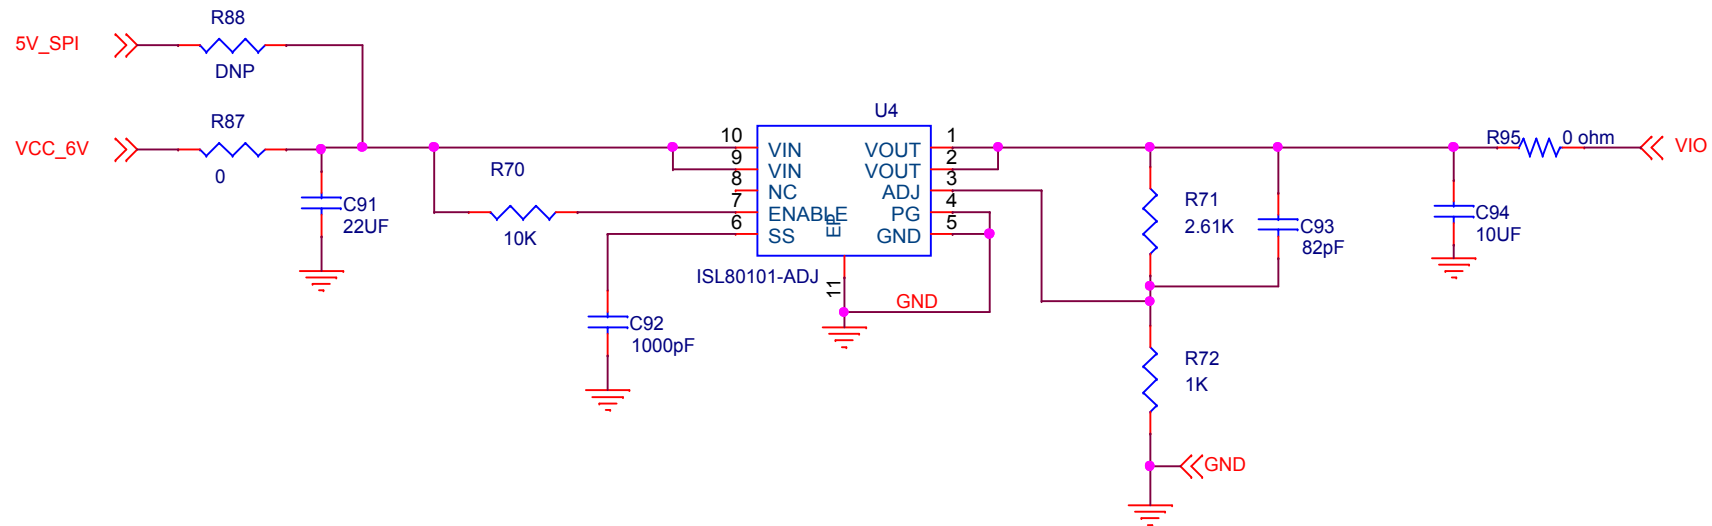 R88
5V_SPI
DNP
R87
VCC_6V
0
C91
22UF
R70
10K
C92
1000pF
U4
10
9
8
7
6
VIN
VIN
NC
ENABLE
SS
EP
VOUT
VOUT
ADJ
PG
GND
1
2
3
4
5
ISL80101-ADJ
11
GND
R71
2.61K
C93
82pF
R72
1K
GND
C94
10UF
R95
0 ohm
VIO